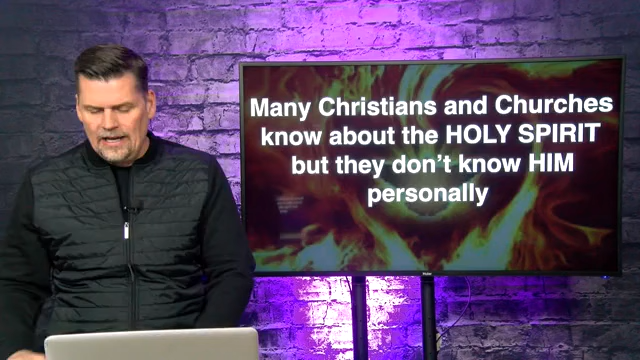 Many Christians and Churches
know about the HOLY SPIRIT
but they don't know HIM
personally